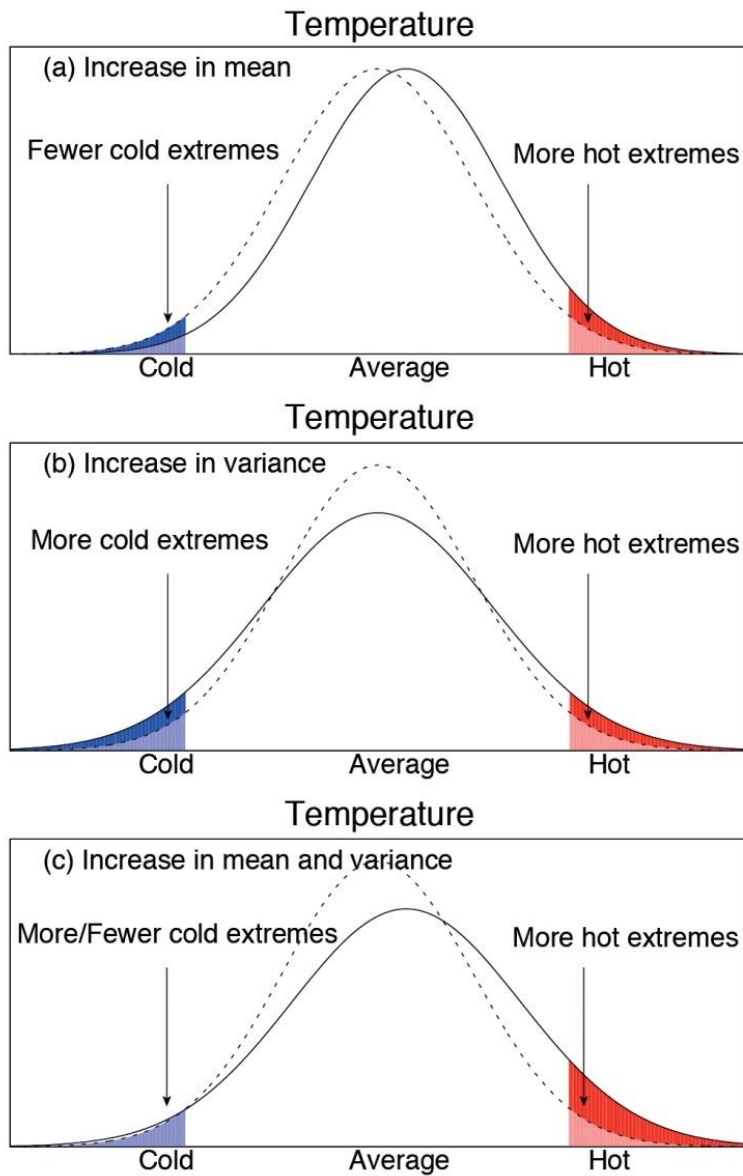 Temperature
(a) Increase in mean
Fewer cold extremes
More hot extremes
Cold
Average
Hot
Temperature
(b) Increase in variance
More cold extremes
More hot extremes
Cold
Average
Hot
Temperature
(c) Increase in mean and variance
More/Fewer cold extremes
More hot extremes
Cold
Average
Hot